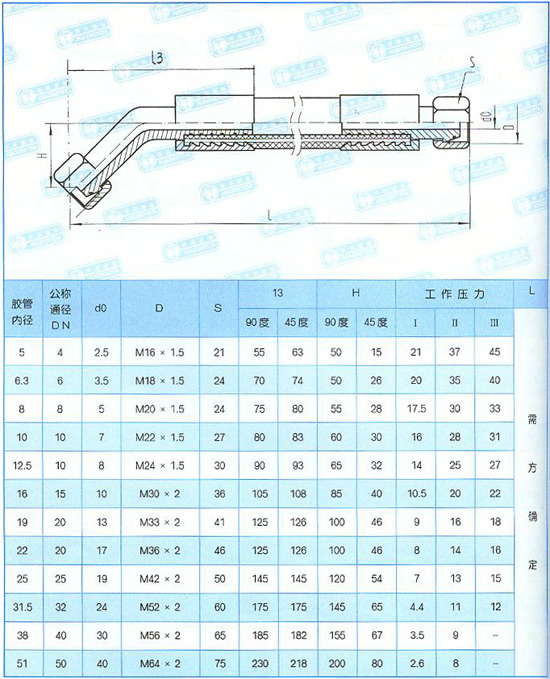 l3
S
H
d0
D
L
胶管内径 公称通径 DN d0 D S 13 H 工作压力 L
90度 45度 90度 45度 I II III
5 4 2.5 M16 × 1.5 21 55 63 50 15 21 37 45
6.3 6 3.5 M18 × 1.5 24 70 74 50 26 20 35 40
8 8 5 M20 × 1.5 24 75 80 55 28 17.5 30 33
10 10 7 M22 × 1.5 27 80 83 60 30 16 28 31
12.5 10 8 M24 × 1.5 30 90 93 65 32 14 25 27
16 15 10 M30 × 2 36 105 108 85 40 10.5 20 22
19 20 13 M33 × 2 41 125 126 100 46 9 16 18
22 20 17 M36 × 2 46 125 126 100 46 8 14 16
25 25 19 M42 × 2 50 145 145 120 54 7 13 15
31.5 32 24 M52 × 2 60 175 175 145 65 4.4 11 12
38 40 30 M56 × 2 65 185 182 155 67 3.5 9 –
51 50 40 M64 × 2 75 230 218 200 80 2.6 8 –
需方确定